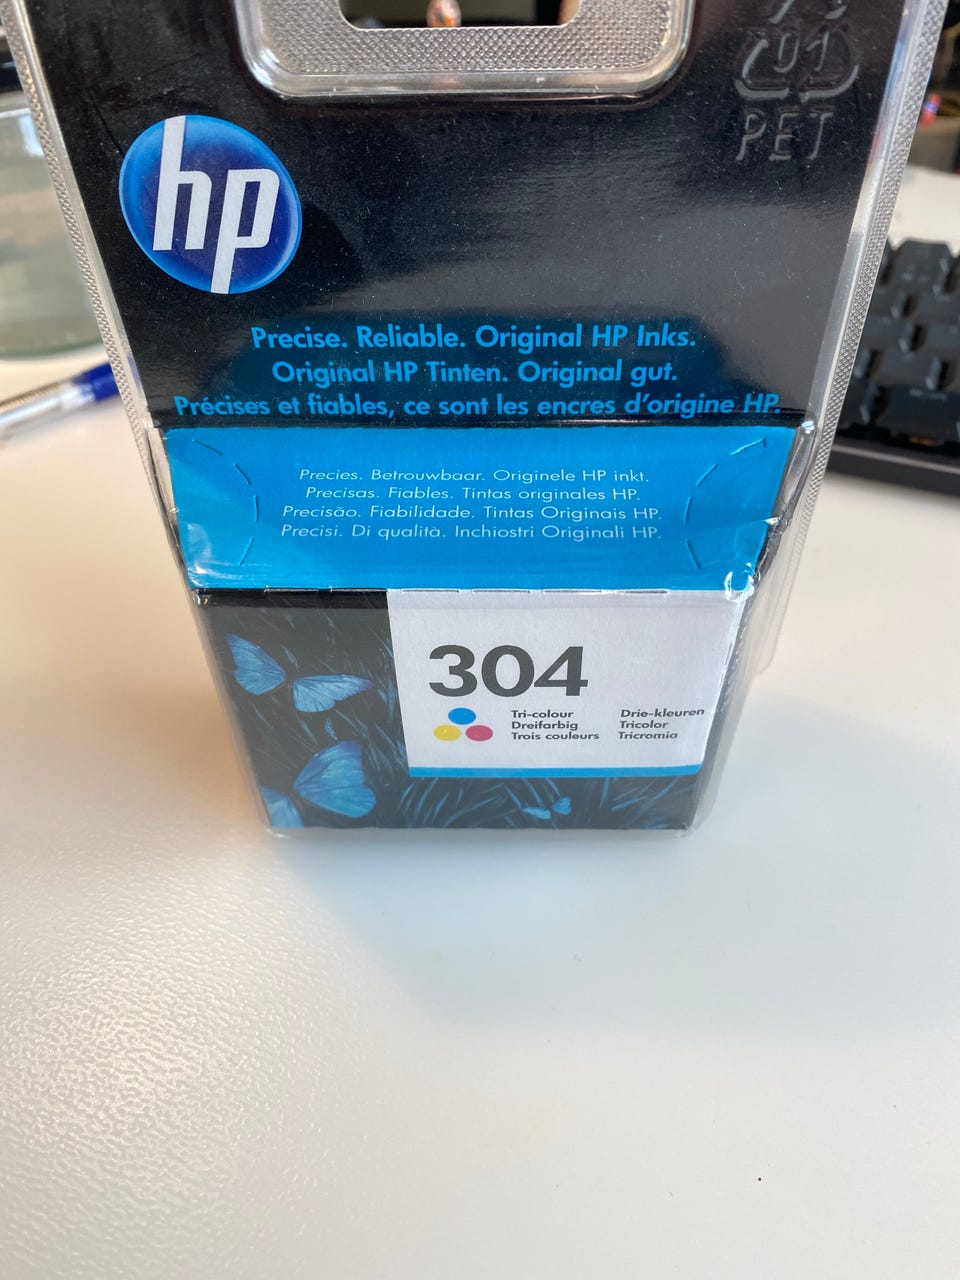 01
PET
hp
Precise. Reliable. Original HP Inks.
Original HP Tinten. Original gut.
Précises et fiables, ce sont les encres d'origine HP.
Precies. Betrouwbaar. Originele HP inkt.
Precisas. Fiables. Tintas originales HP.
Precisão. Fiabilidade. Tintas Originais HP.
Precisi. Di qualità. Inchiostri Originali HP.
304
Tri-colour Drie-kleuren
Dreifarbig Tricolor
Trois couleurs Tricromia